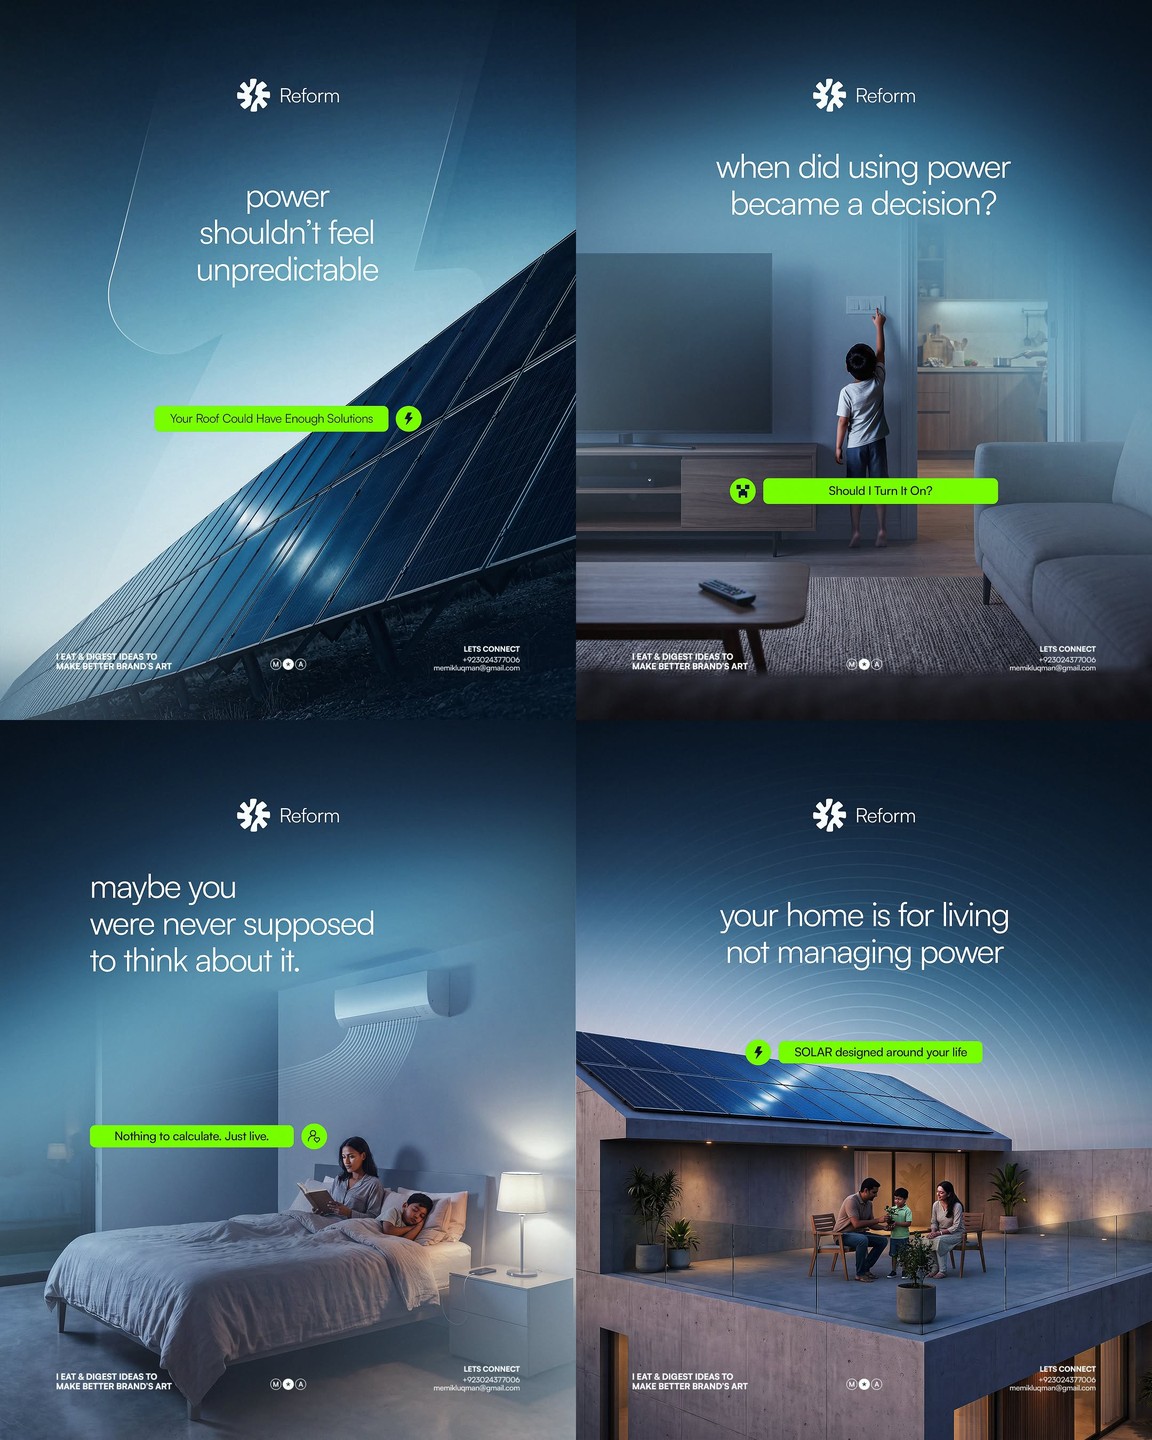 Reform
power
shouldn't feel
unpredictable
Your Roof Could Have Enough Solutions
I EAT & DIGEST IDEAS TO
MAKE BETTER BRAND'S ART
M A
LETS CONNECT
+923024377006
memikluqman@gmail.com
Reform
when did using power
became a decision?
Should I Turn It On?
I EAT & DIGEST IDEAS TO
MAKE BETTER BRAND'S ART
M A
LETS CONNECT
+923024377006
memikluqman@gmail.com
Reform
maybe you
were never supposed
to think about it.
Nothing to calculate. Just live.
I EAT & DIGEST IDEAS TO
MAKE BETTER BRAND'S ART
M A
LETS CONNECT
+923024377006
memikluqman@gmail.com
Reform
your home is for living
not managing power
SOLAR designed around your life
I EAT & DIGEST IDEAS TO
MAKE BETTER BRAND'S ART
M A
LETS CONNECT
+923024377006
memikluqman@gmail.com